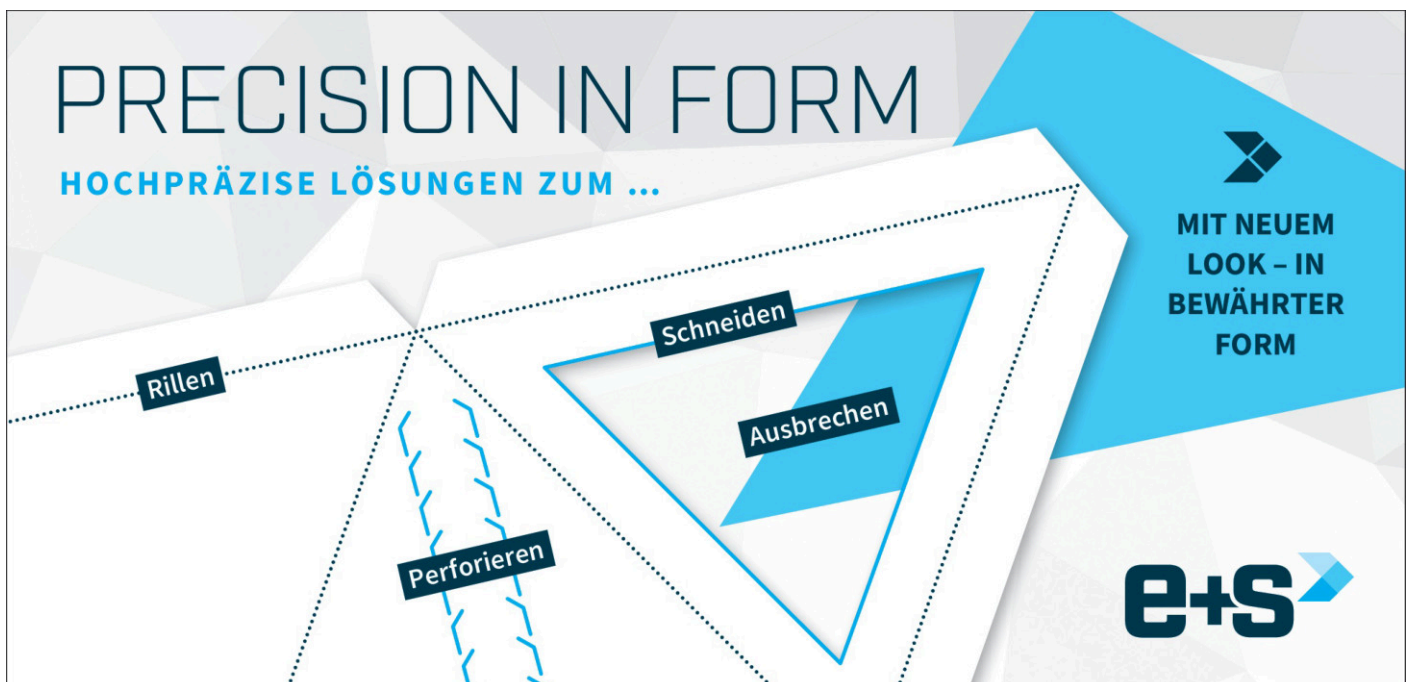 PRECISION IN FORM
HOCHPRÄZISE LÖSUNGEN ZUM ...
MIT NEUEM
LOOK – IN
BEWÄHRTER
FORM
Schneiden
Rillen
Ausbrechen
Perforieren
e+s